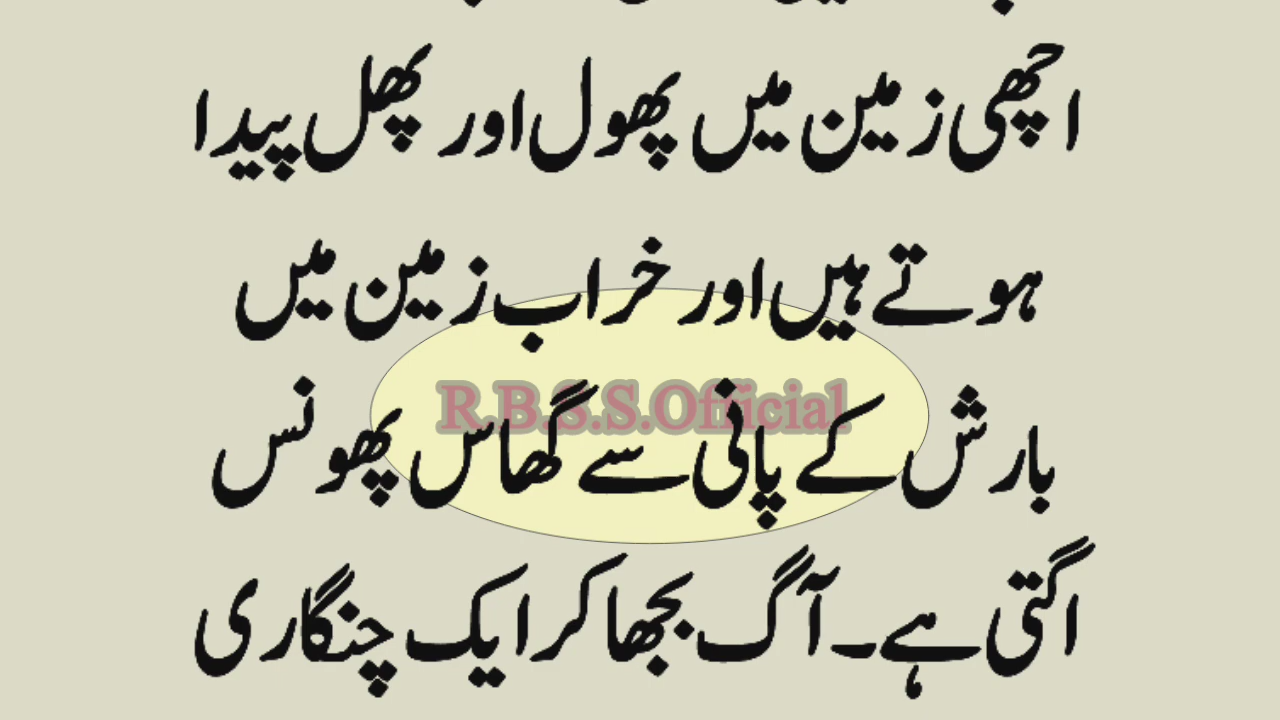 اچھی زمین میں پھول اور پھل پیدا
ہوتے ہیں اور خراب زمین میں
R.B.S.S.Official
بارش کے پانی سے گھاس پھونس
اگتی ہے۔ آگ بجھا کر ایک چنگاری